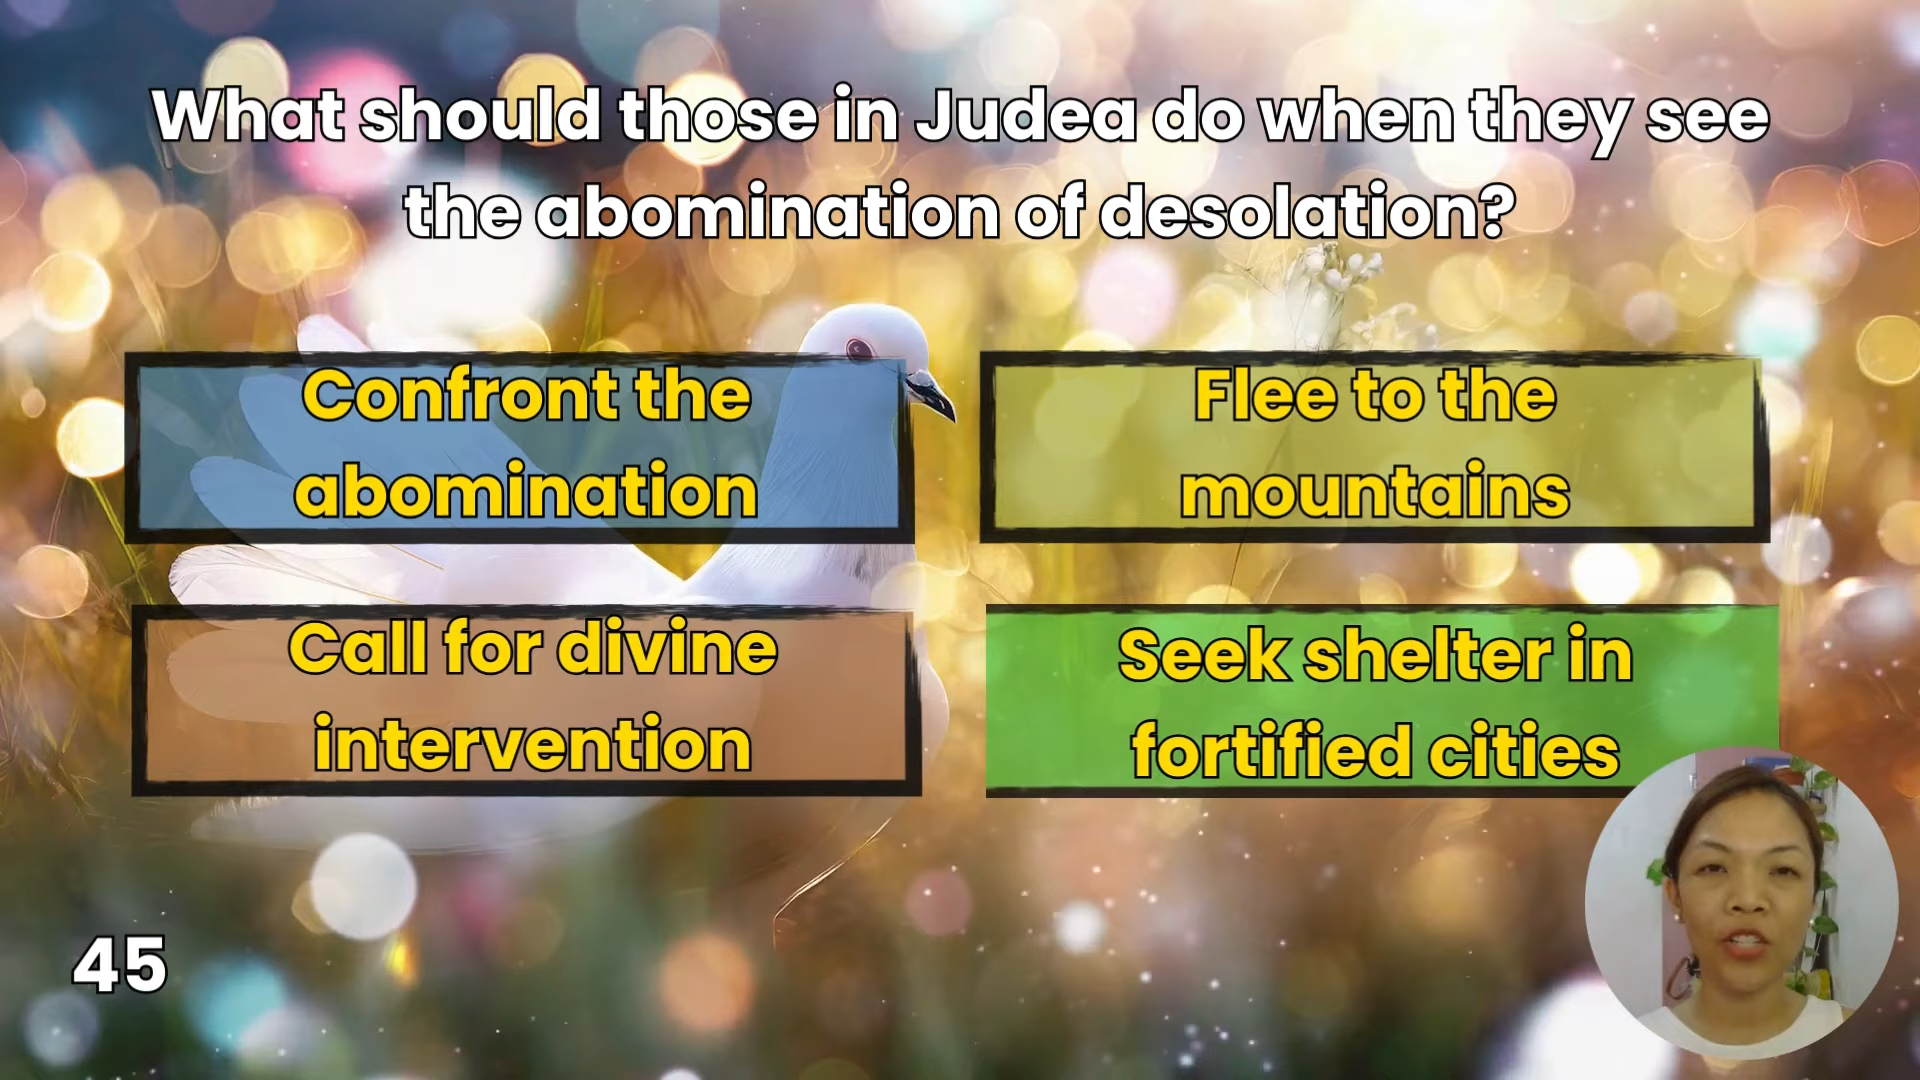 What should those in Judea do when they see
the abomination of desolation?
Confront the
abomination
Flee to the
mountains
Call for divine
intervention
Seek shelter in
fortified cities
45